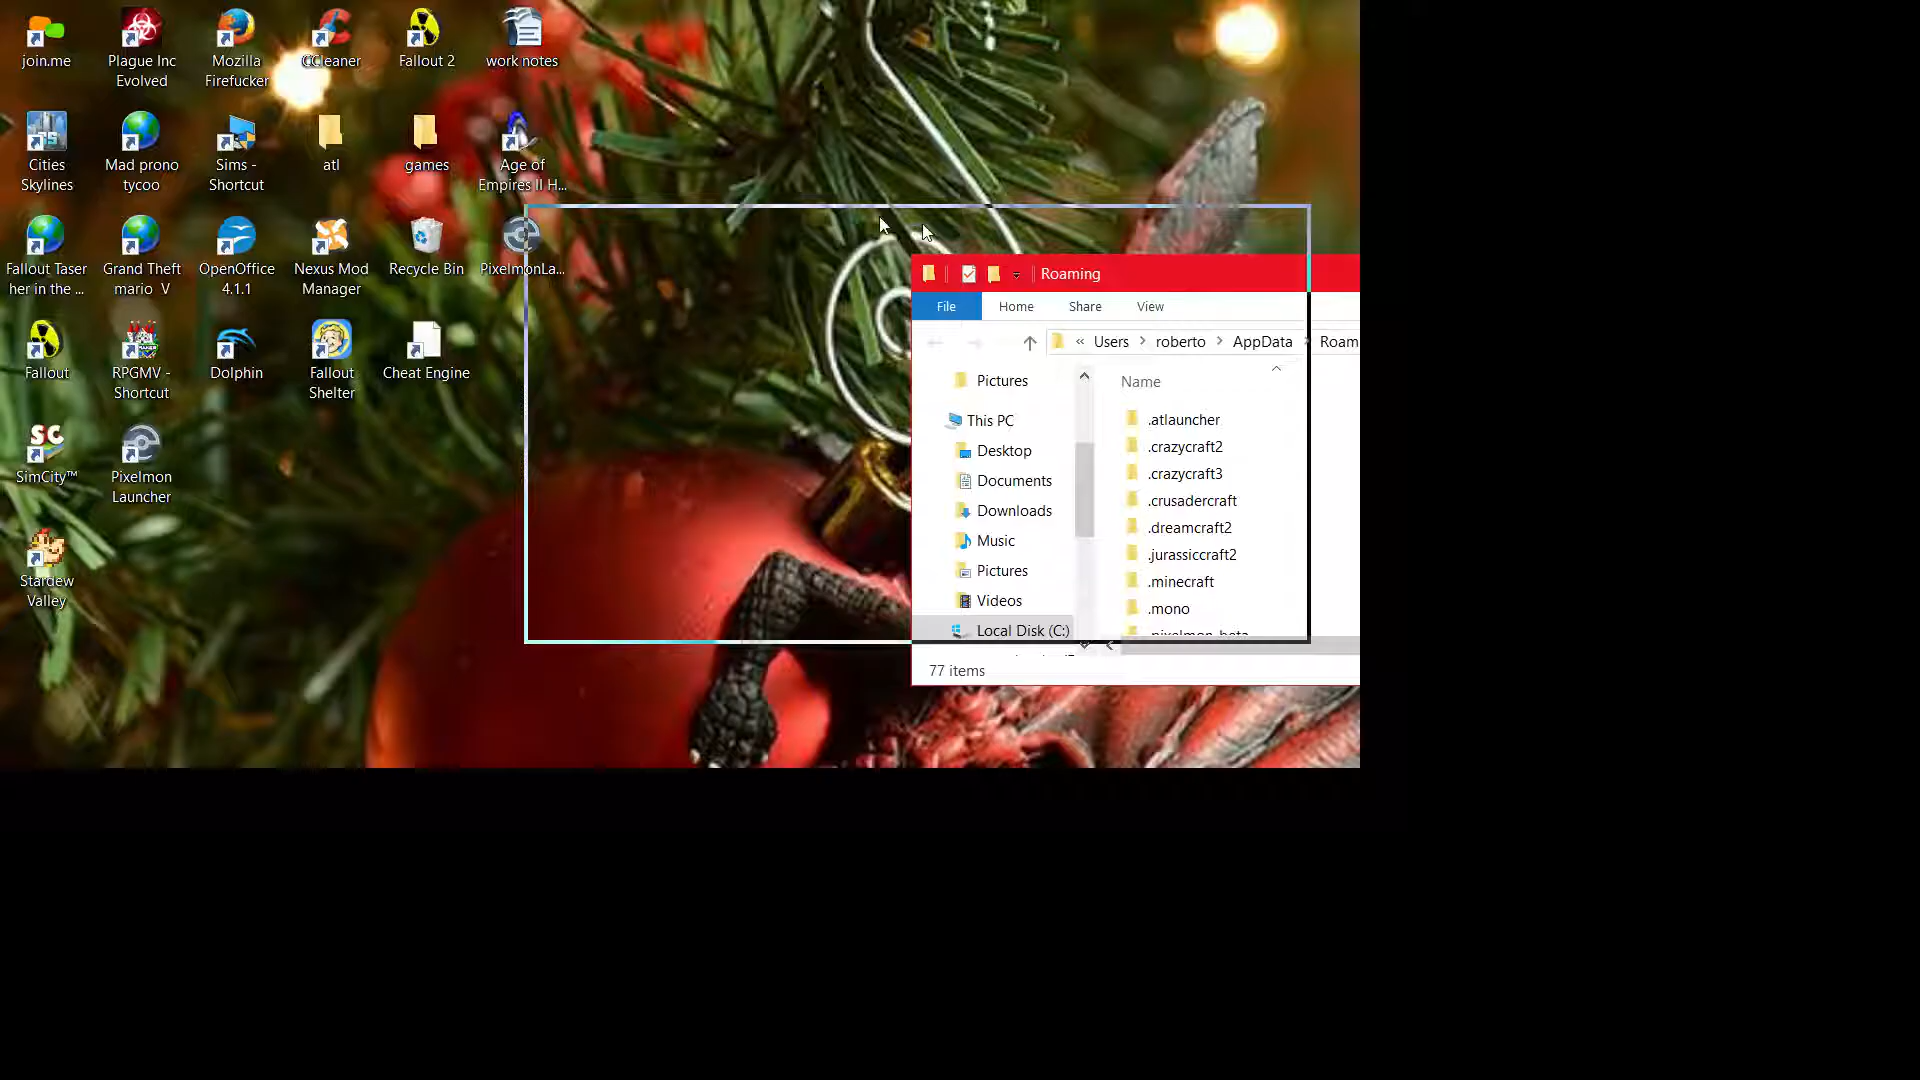 join.me
Plague Inc
Evolved
Mozilla
Firefucker
CCleaner
Fallout 2
work notes
Cities
Skylines
Mad prono
tycoo
Sims -
Shortcut
atl
games
Age of
Empires II H...
Fallout Taser
her in the ...
Grand Theft
mario V
OpenOffice
4.1.1
Nexus Mod
Manager
Recycle Bin
PixelmonLa...
Fallout
RPGMV -
Shortcut
Dolphin
Fallout
Shelter
Cheat Engine
SC
SimCity™
Pixelmon
Launcher
Stardew
Valley
Roaming
File Home Share View
« Users > roberto > AppData > Roam
Name
Pictures
This PC
Desktop
Documents
Downloads
Music
Pictures
Videos
Local Disk (C:)
.atlauncher
.crazycraft2
.crazycraft3
.crusadercraft
.dreamcraft2
.jurassiccraft2
.minecraft
.mono
.pixelmon_beta
77 items